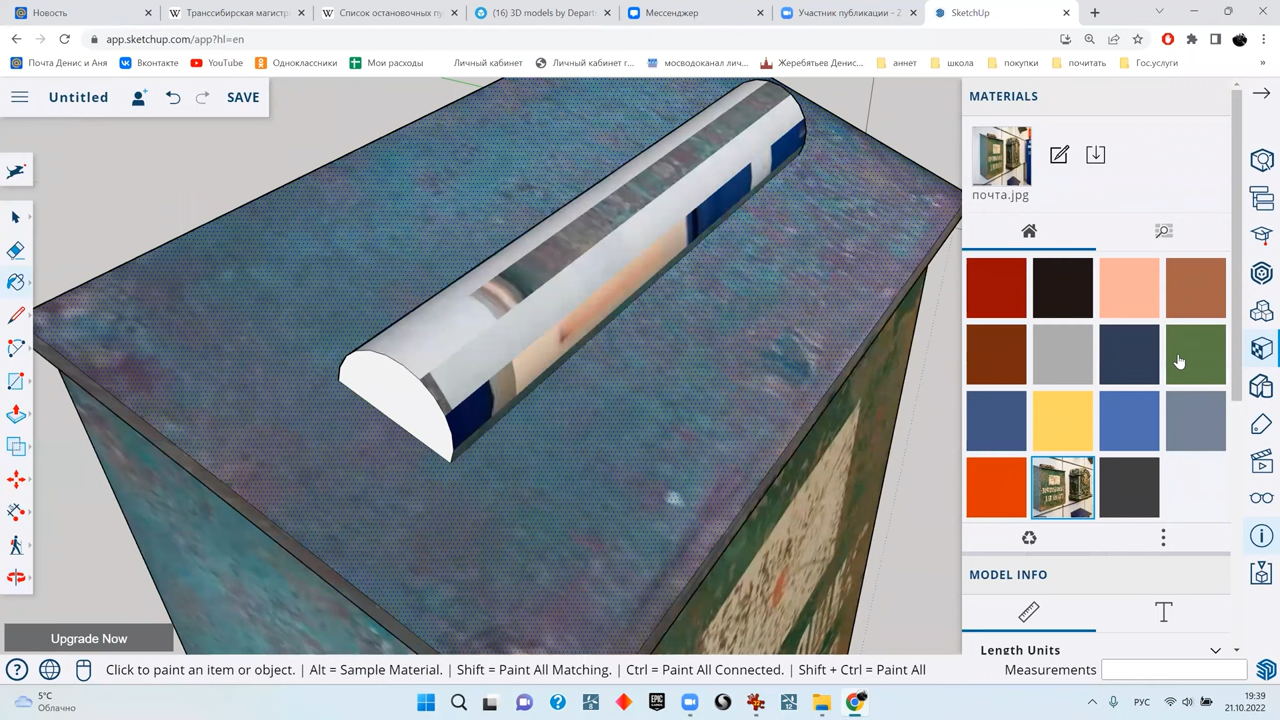 Новость
Транссибирская магистр
Список остановочных пу
(16) 3D models by Departm
Мессенджер
Участник публикации - 2
SketchUp
app.sketchup.com/app?hl=en
Почта Денис и Аня
Вконтакте
YouTube
Одноклассники
Мои расходы
Личный кабинет
Личный кабинет г...
мосводоканал лич...
Жеребятьев Денис...
аннет
школа
покупки
почитать
Гос.услуги
»
Untitled
SAVE
MATERIALS
почта.jpg
MODEL INFO
Length Units
Upgrade Now
Click to paint an item or object. | Alt = Sample Material. | Shift = Paint All Matching. | Ctrl = Paint All Connected. | Shift + Ctrl = Paint All
Measurements
5°C
Облачно
РУС
19:39
21.10.2022